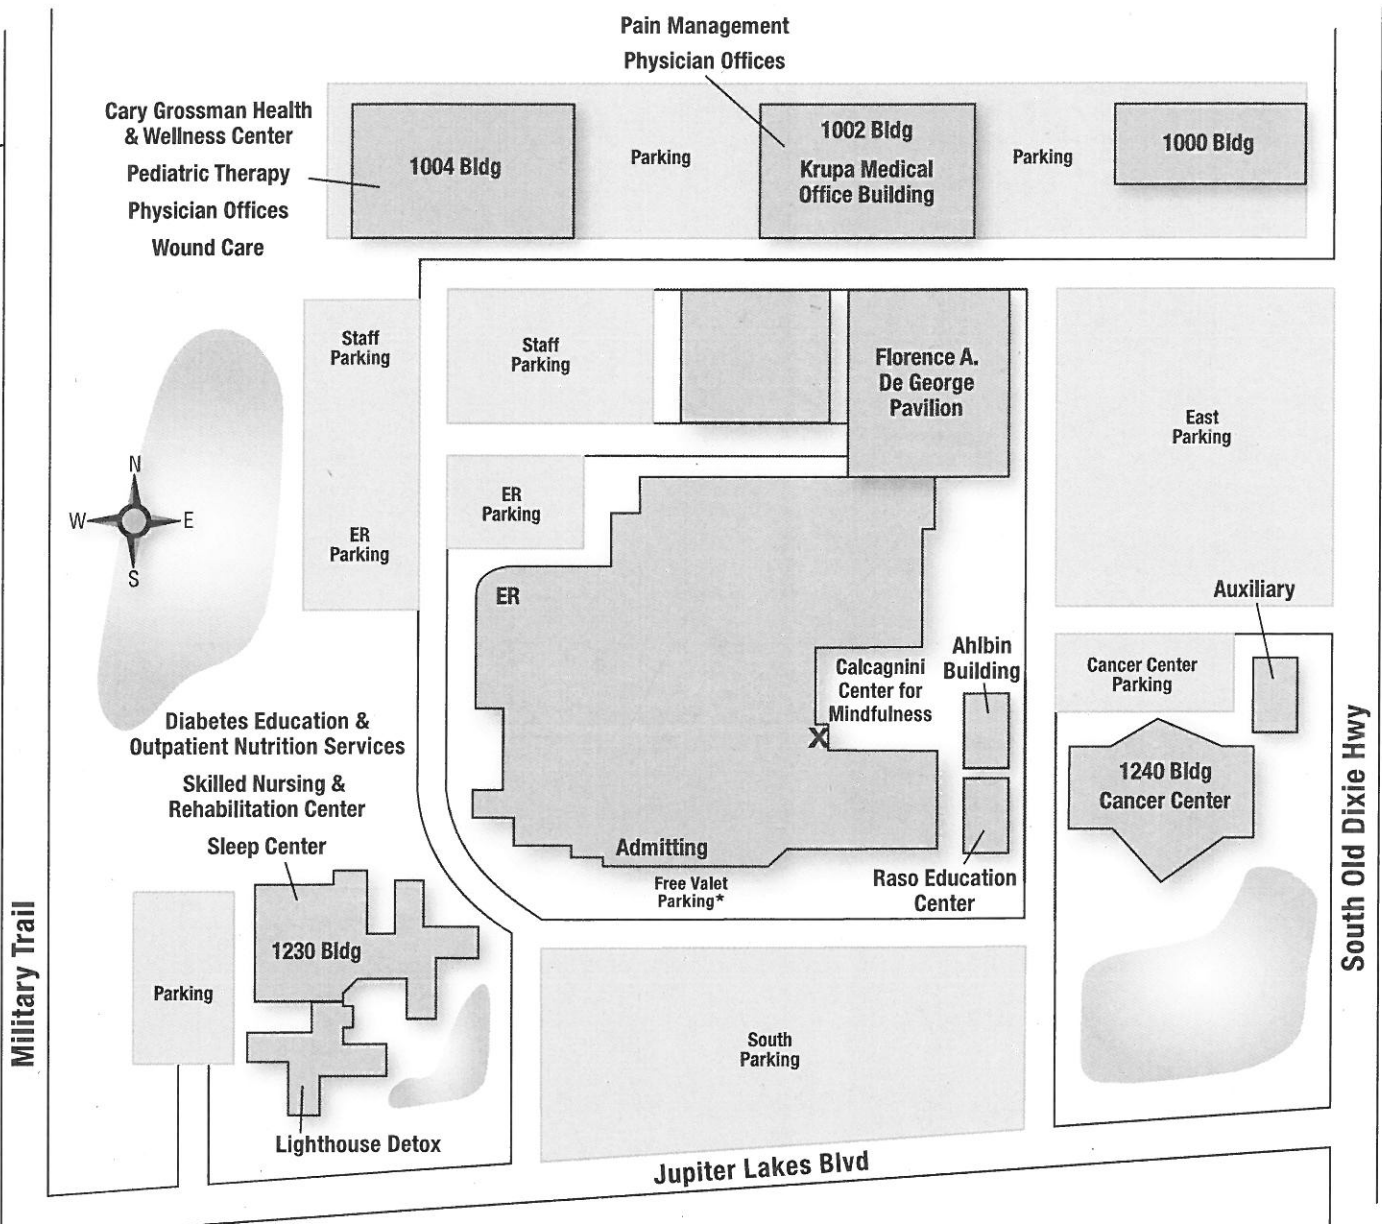 Pain Management
Physician Offices
Cary Grossman Health
& Wellness Center
Pediatric Therapy
Physician Offices
Wound Care
1004 Bldg
Parking
1002 Bldg
Krupa Medical
Office Building
Parking
1000 Bldg
Staff
Parking
Staff
Parking
Florence A.
De George
Pavilion
East
Parking
N
W
E
S
ER
Parking
ER
Parking
ER
Auxiliary
Ahlbin
Building
Calcagnini
Center for
Mindfulness
X
Cancer Center
Parking
Diabetes Education &
Outpatient Nutrition Services
Skilled Nursing &
Rehabilitation Center
Sleep Center
1240 Bldg
Cancer Center
Admitting
Free Valet
Parking*
Raso Education
Center
South Old Dixie Hwy
Military Trail
Parking
1230 Bldg
South
Parking
Lighthouse Detox
Jupiter Lakes Blvd